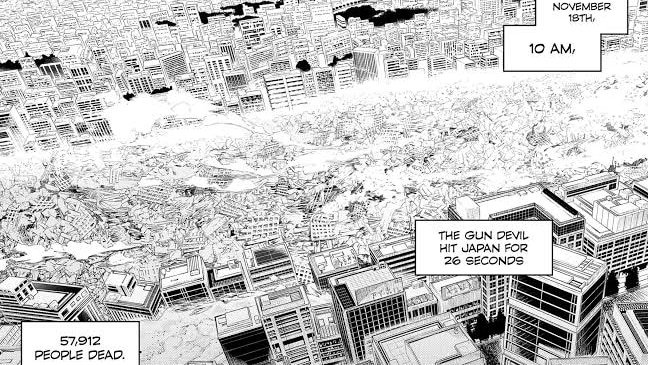 NOVEMBER
18TH,
10 AM,
THE GUN DEVIL
HIT JAPAN FOR
26 SECONDS
57,912
PEOPLE DEAD.